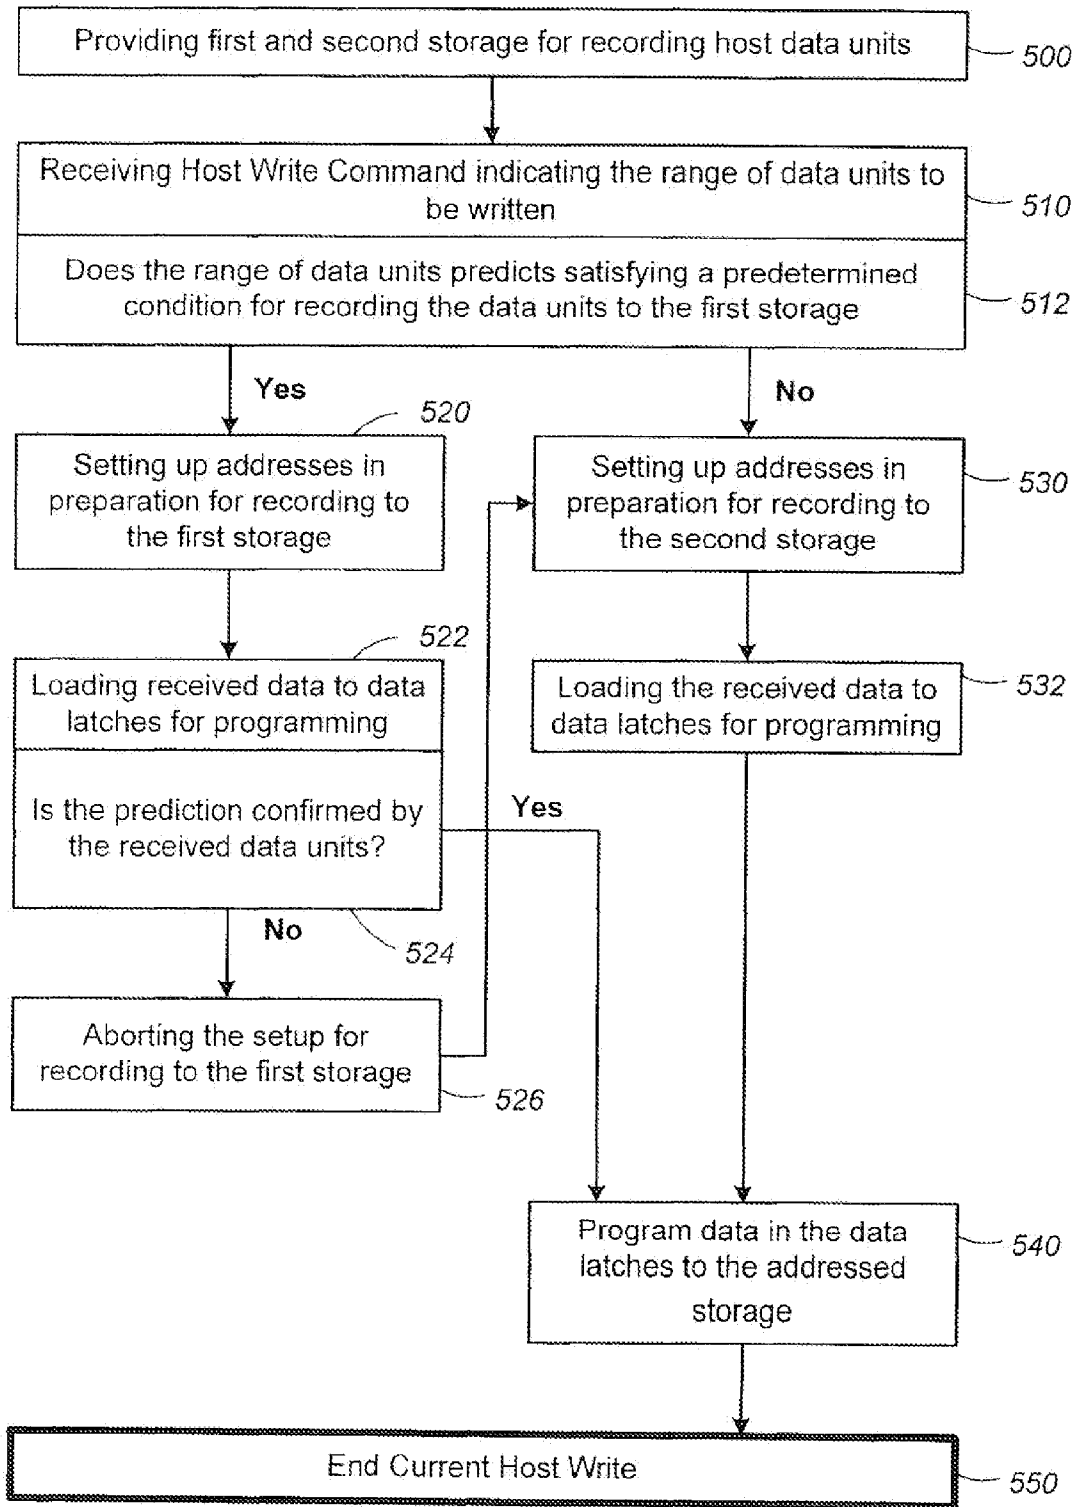 Providing first and second storage for recording host data units
500
Receiving Host Write Command indicating the range of data units to
be written
510
Does the range of data units predicts satisfying a predetermined
condition for recording the data units to the first storage
512
Yes
No
520
Setting up addresses in
preparation for recording to
the first storage
Setting up addresses in
preparation for recording to
the second storage
530
522
Loading received data to data
latches for programming
Loading the received data to
data latches for programming
532
Is the prediction confirmed by
the received data units?
Yes
No
524
Aborting the setup for
recording to the first storage
526
Program data in the data
latches to the addressed
storage
540
End Current Host Write
550